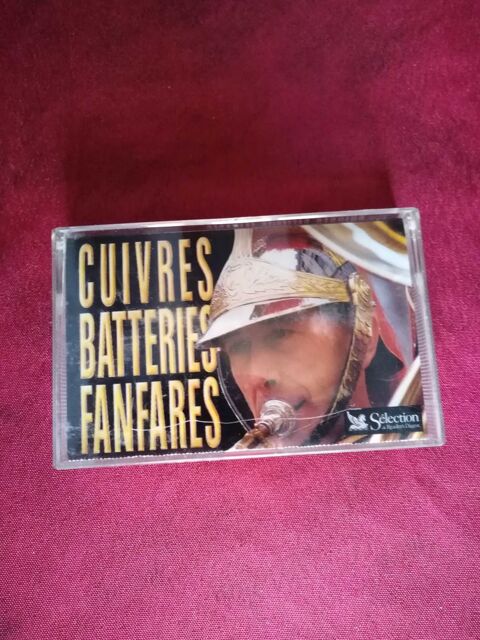 CUIVRES
BATTERIES
FANFARES
Sélection
du Reader's Digest